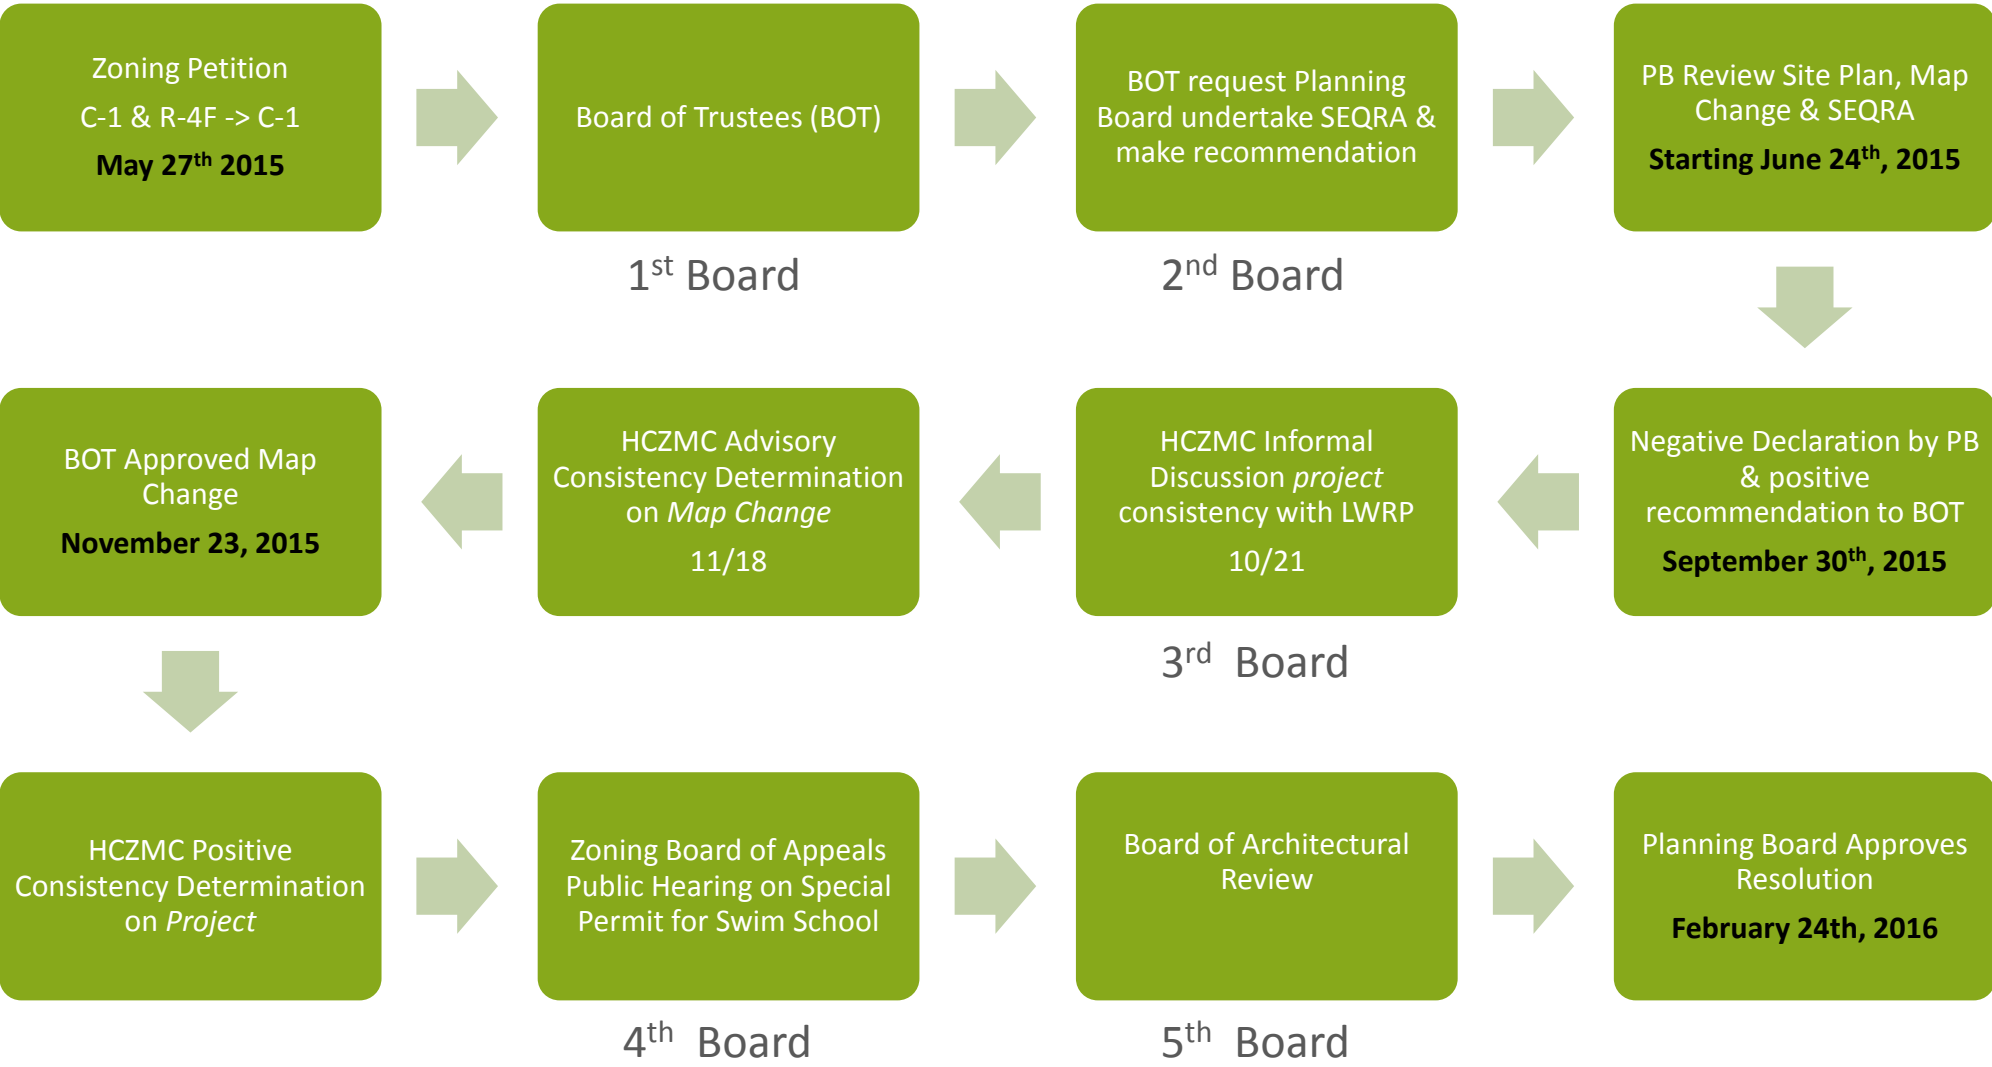 Zoning Petition
C-1 & R-4F -> C-1
May 27th 2015
Board of Trustees (BOT)
1st Board
BOT request Planning
Board undertake SEQRA &
make recommendation
2nd Board
PB Review Site Plan, Map
Change & SEQRA
Starting June 24th, 2015
Negative Declaration by PB
& positive
recommendation to BOT
September 30th, 2015
HCZMC Informal
Discussion project
consistency with LWRP
10/21
3rd Board
HCZMC Advisory
Consistency Determination
on Map Change
11/18
BOT Approved Map
Change
November 23, 2015
HCZMC Positive
Consistency Determination
on Project
Zoning Board of Appeals
Public Hearing on Special
Permit for Swim School
4th Board
Board of Architectural
Review
5th Board
Planning Board Approves
Resolution
February 24th, 2016